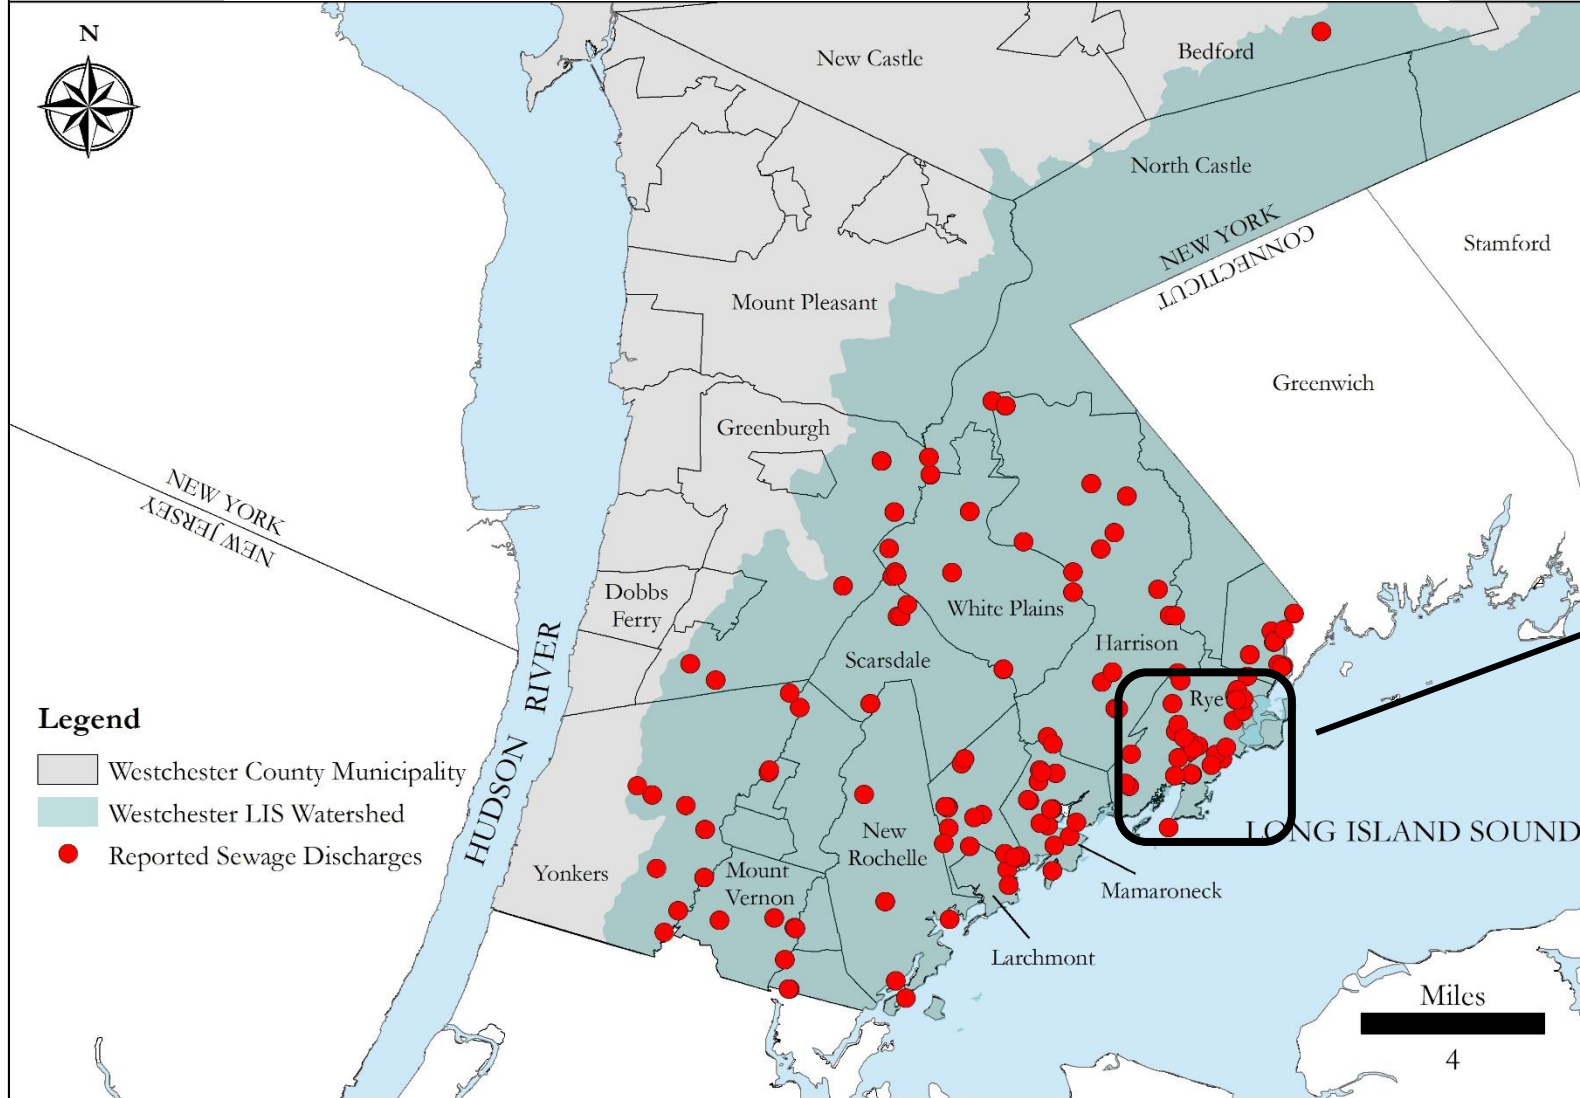 N
New Castle
Bedford
North Castle
NEW YORK
CONNECTICUT
Stamford
Mount Pleasant
Greenwich
Greenburgh
NEW YORK
NEW JERSEY
Dobbs
Ferry
White Plains
Harrison
Scarsdale
Rye
HUDSON RIVER
Legend
Westchester County Municipality
Westchester LIS Watershed
Reported Sewage Discharges
LONG ISLAND SOUND
New
Rochelle
Yonkers
Mount
Vernon
Mamaroneck
Larchmont
Miles
4